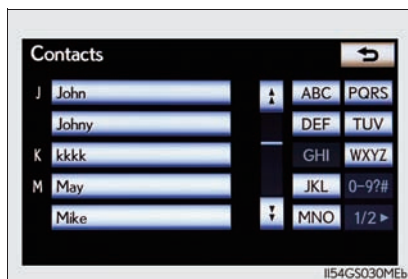 Contacts
J John ABC PQRS
Johny DEF TUV
K kkkk GHI WXYZ
M May JKL 0-9?#
Mike MNO 1/2
II54GS030MEb